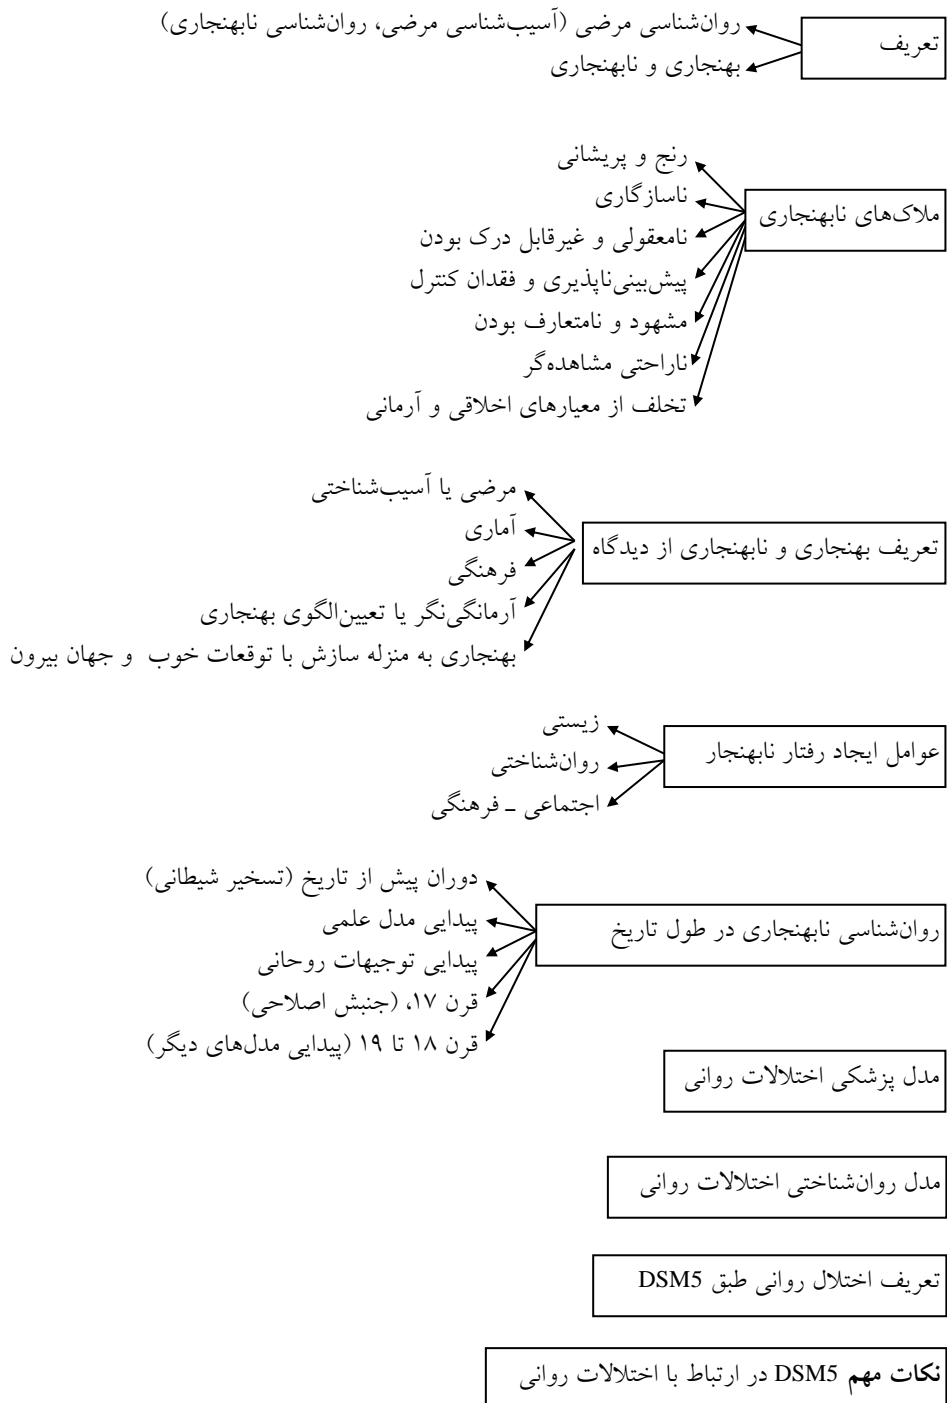 تعریف
روان‌شناسی مرضی (آسیب‌شناسی مرضی، روان‌شناسی نابهنجاری)
بهنجاری و نابهنجاری
ملاک‌های نابهنجاری
رنج و پریشانی
ناسازگاری
نامعقولی و غیرقابل درک بودن
پیش‌بینی‌ناپذیری و فقدان کنترل
مشهود و نامتعارف بودن
ناراحتی مشاهده‌گر
تخلف از معیارهای اخلاقی و آرمانی
تعریف بهنجاری و نابهنجاری از دیدگاه
مرضی یا آسیب‌شناختی
آماری
فرهنگی
آرمانگی‌نگر یا تعیین‌الگوی بهنجاری
بهنجاری به منزله سازش با توقعات خوب و جهان بیرون
عوامل ایجاد رفتار نابهنجار
زیستی
روان‌شناختی
اجتماعی ـ فرهنگی
روان‌شناسی نابهنجاری در طول تاریخ
دوران پیش از تاریخ (تسخیر شیطانی)
پیدایی مدل علمی
پیدایی توجیهات روحانی
قرن ۱۷، (جنبش اصلاحی)
قرن ۱۸ تا ۱۹ (پیدایی مدل‌های دیگر)
مدل پزشکی اختلالات روانی
مدل روان‌شناختی اختلالات روانی
تعریف اختلال روانی طبق DSM5
نکات مهم DSM5 در ارتباط با اختلالات روانی